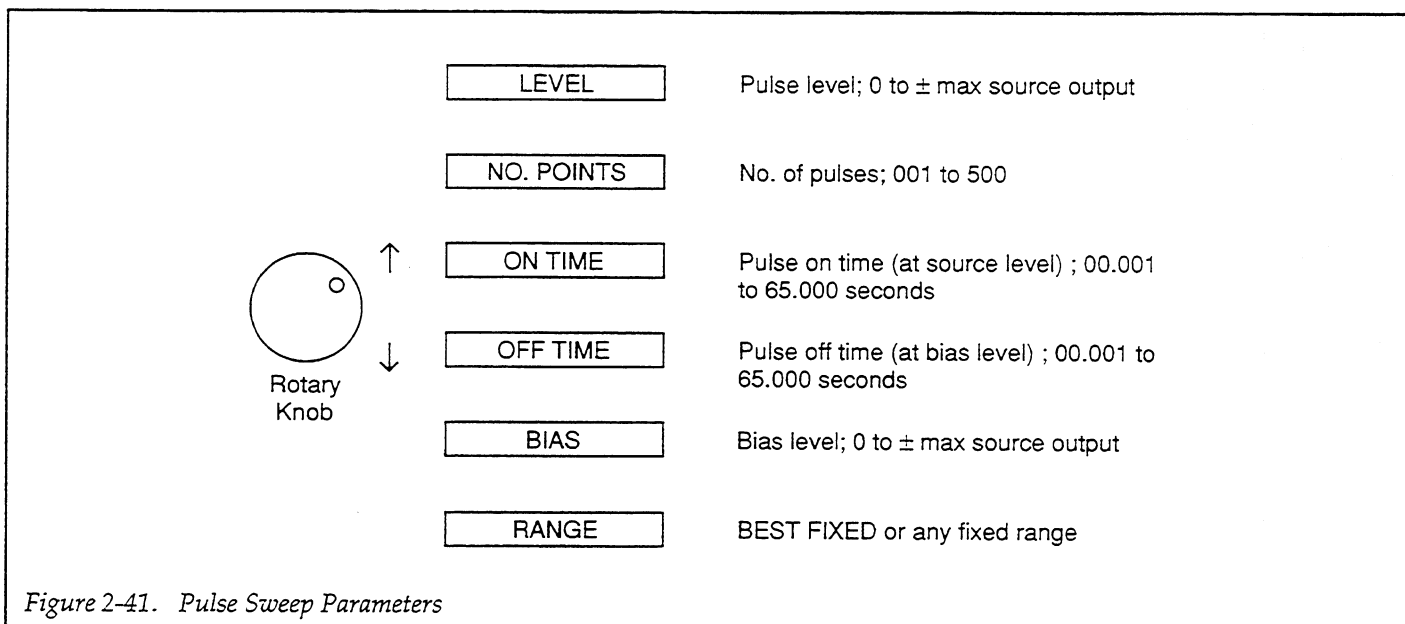 LEVEL
Pulse level; 0 to ± max source output
NO. POINTS
No. of pulses; 001 to 500
↑
ON TIME
Pulse on time (at source level) ; 00.001
to 65.000 seconds
↓
OFF TIME
Pulse off time (at bias level) ; 00.001 to
65.000 seconds
Rotary
Knob
BIAS
Bias level; 0 to ± max source output
RANGE
BEST FIXED or any fixed range
Figure 2-41. Pulse Sweep Parameters